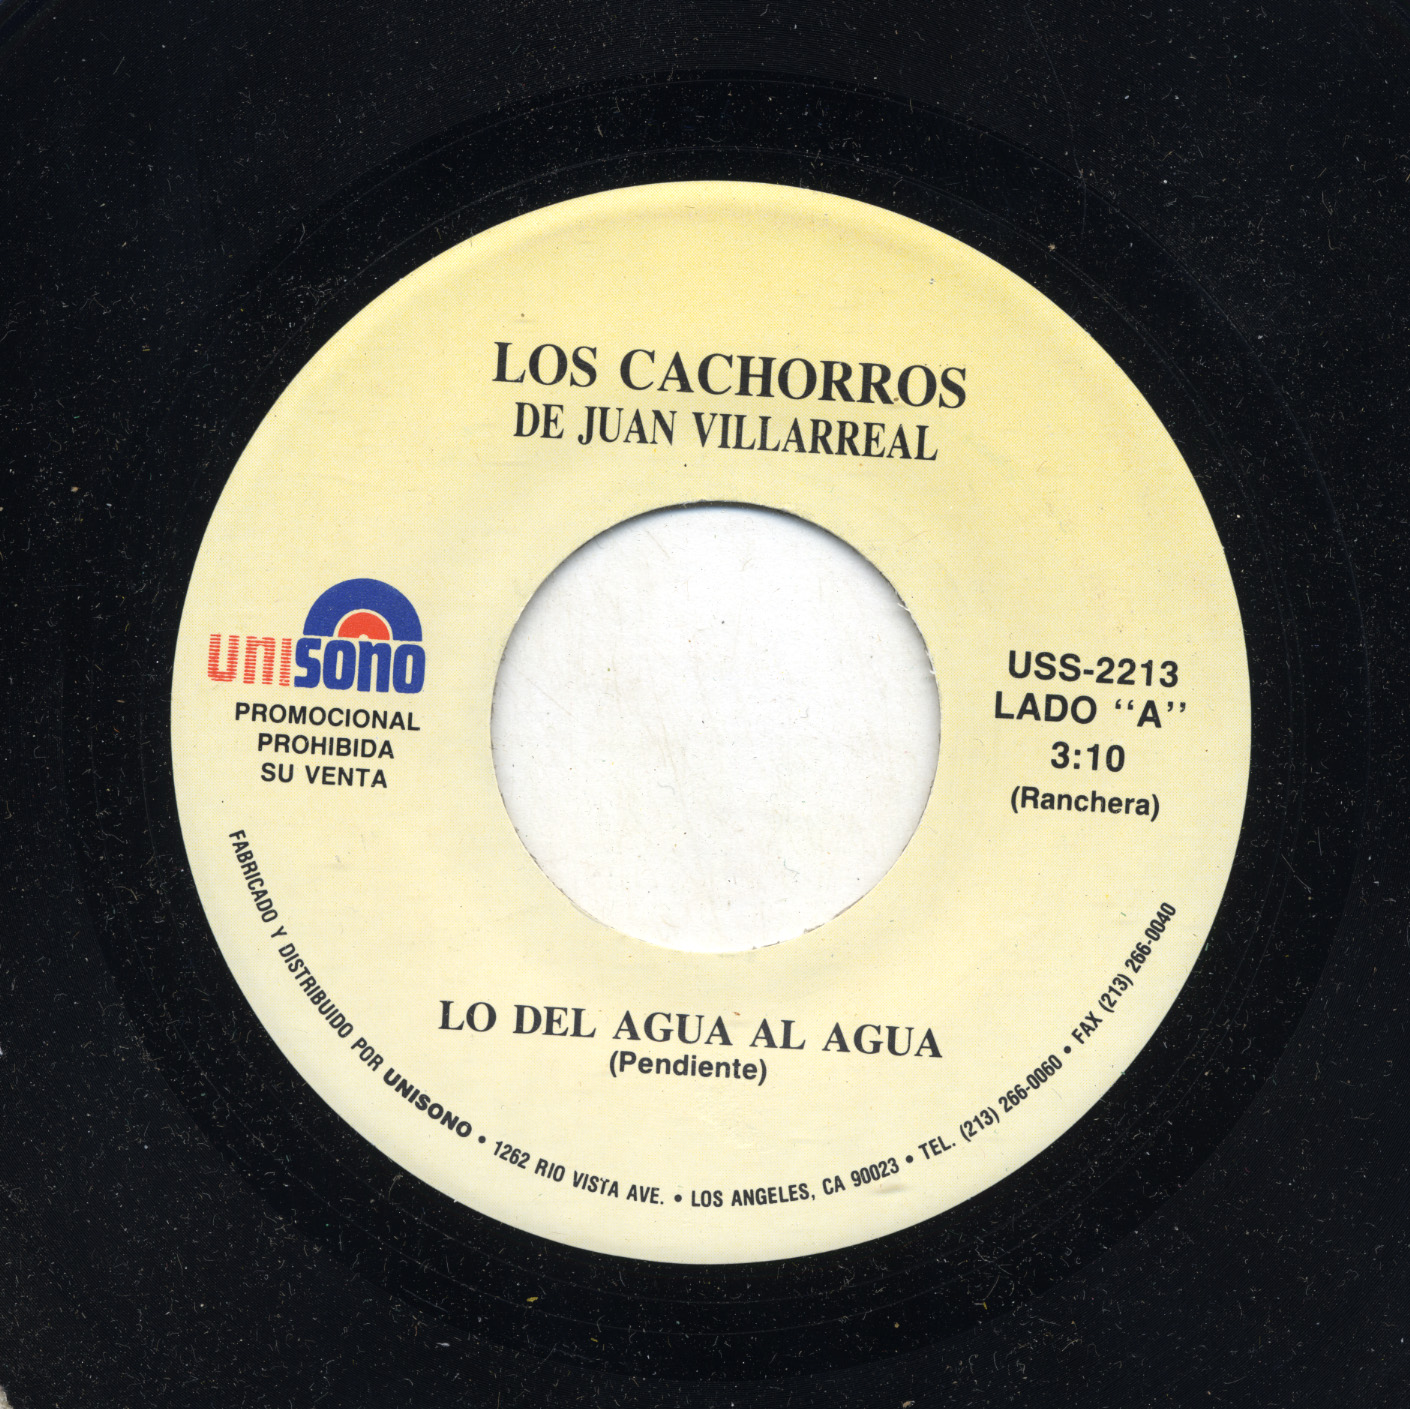 LOS CACHORROS
DE JUAN VILLARREAL
unisono
PROMOCIONAL
PROHIBIDA
SU VENTA
USS-2213
LADO "A"
3:10
(Ranchera)
LO DEL AGUA AL AGUA
(Pendiente)
FABRICADO Y DISTRIBUIDO POR UNISONO • 1262 RIO VISTA AVE. • LOS ANGELES, CA 90023 • TEL. (213) 266-0060 • FAX (213) 266-0040